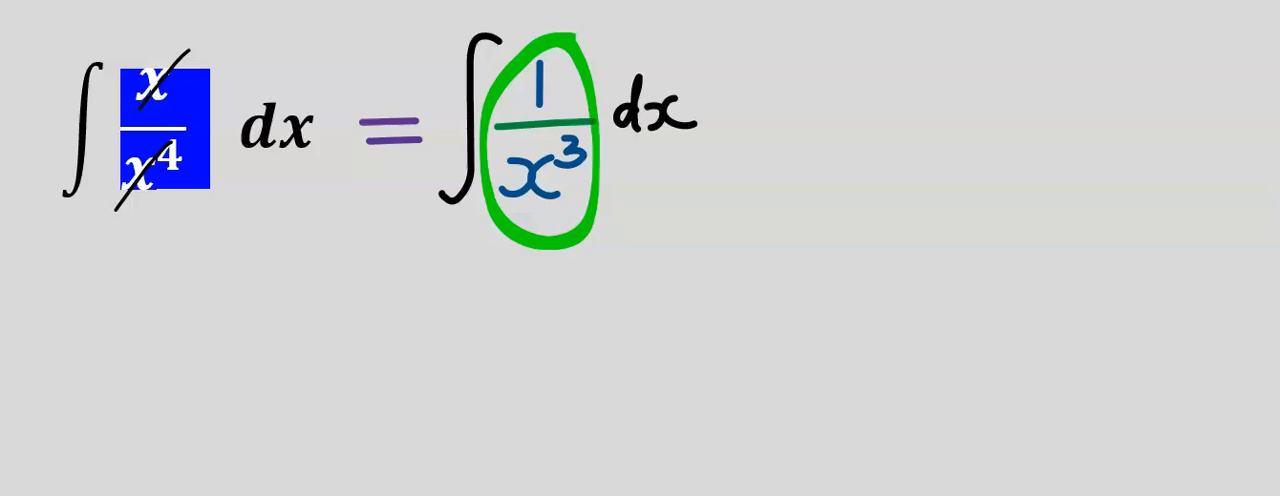 ∫ x/x⁴ dx = ∫ 1/x³ dx